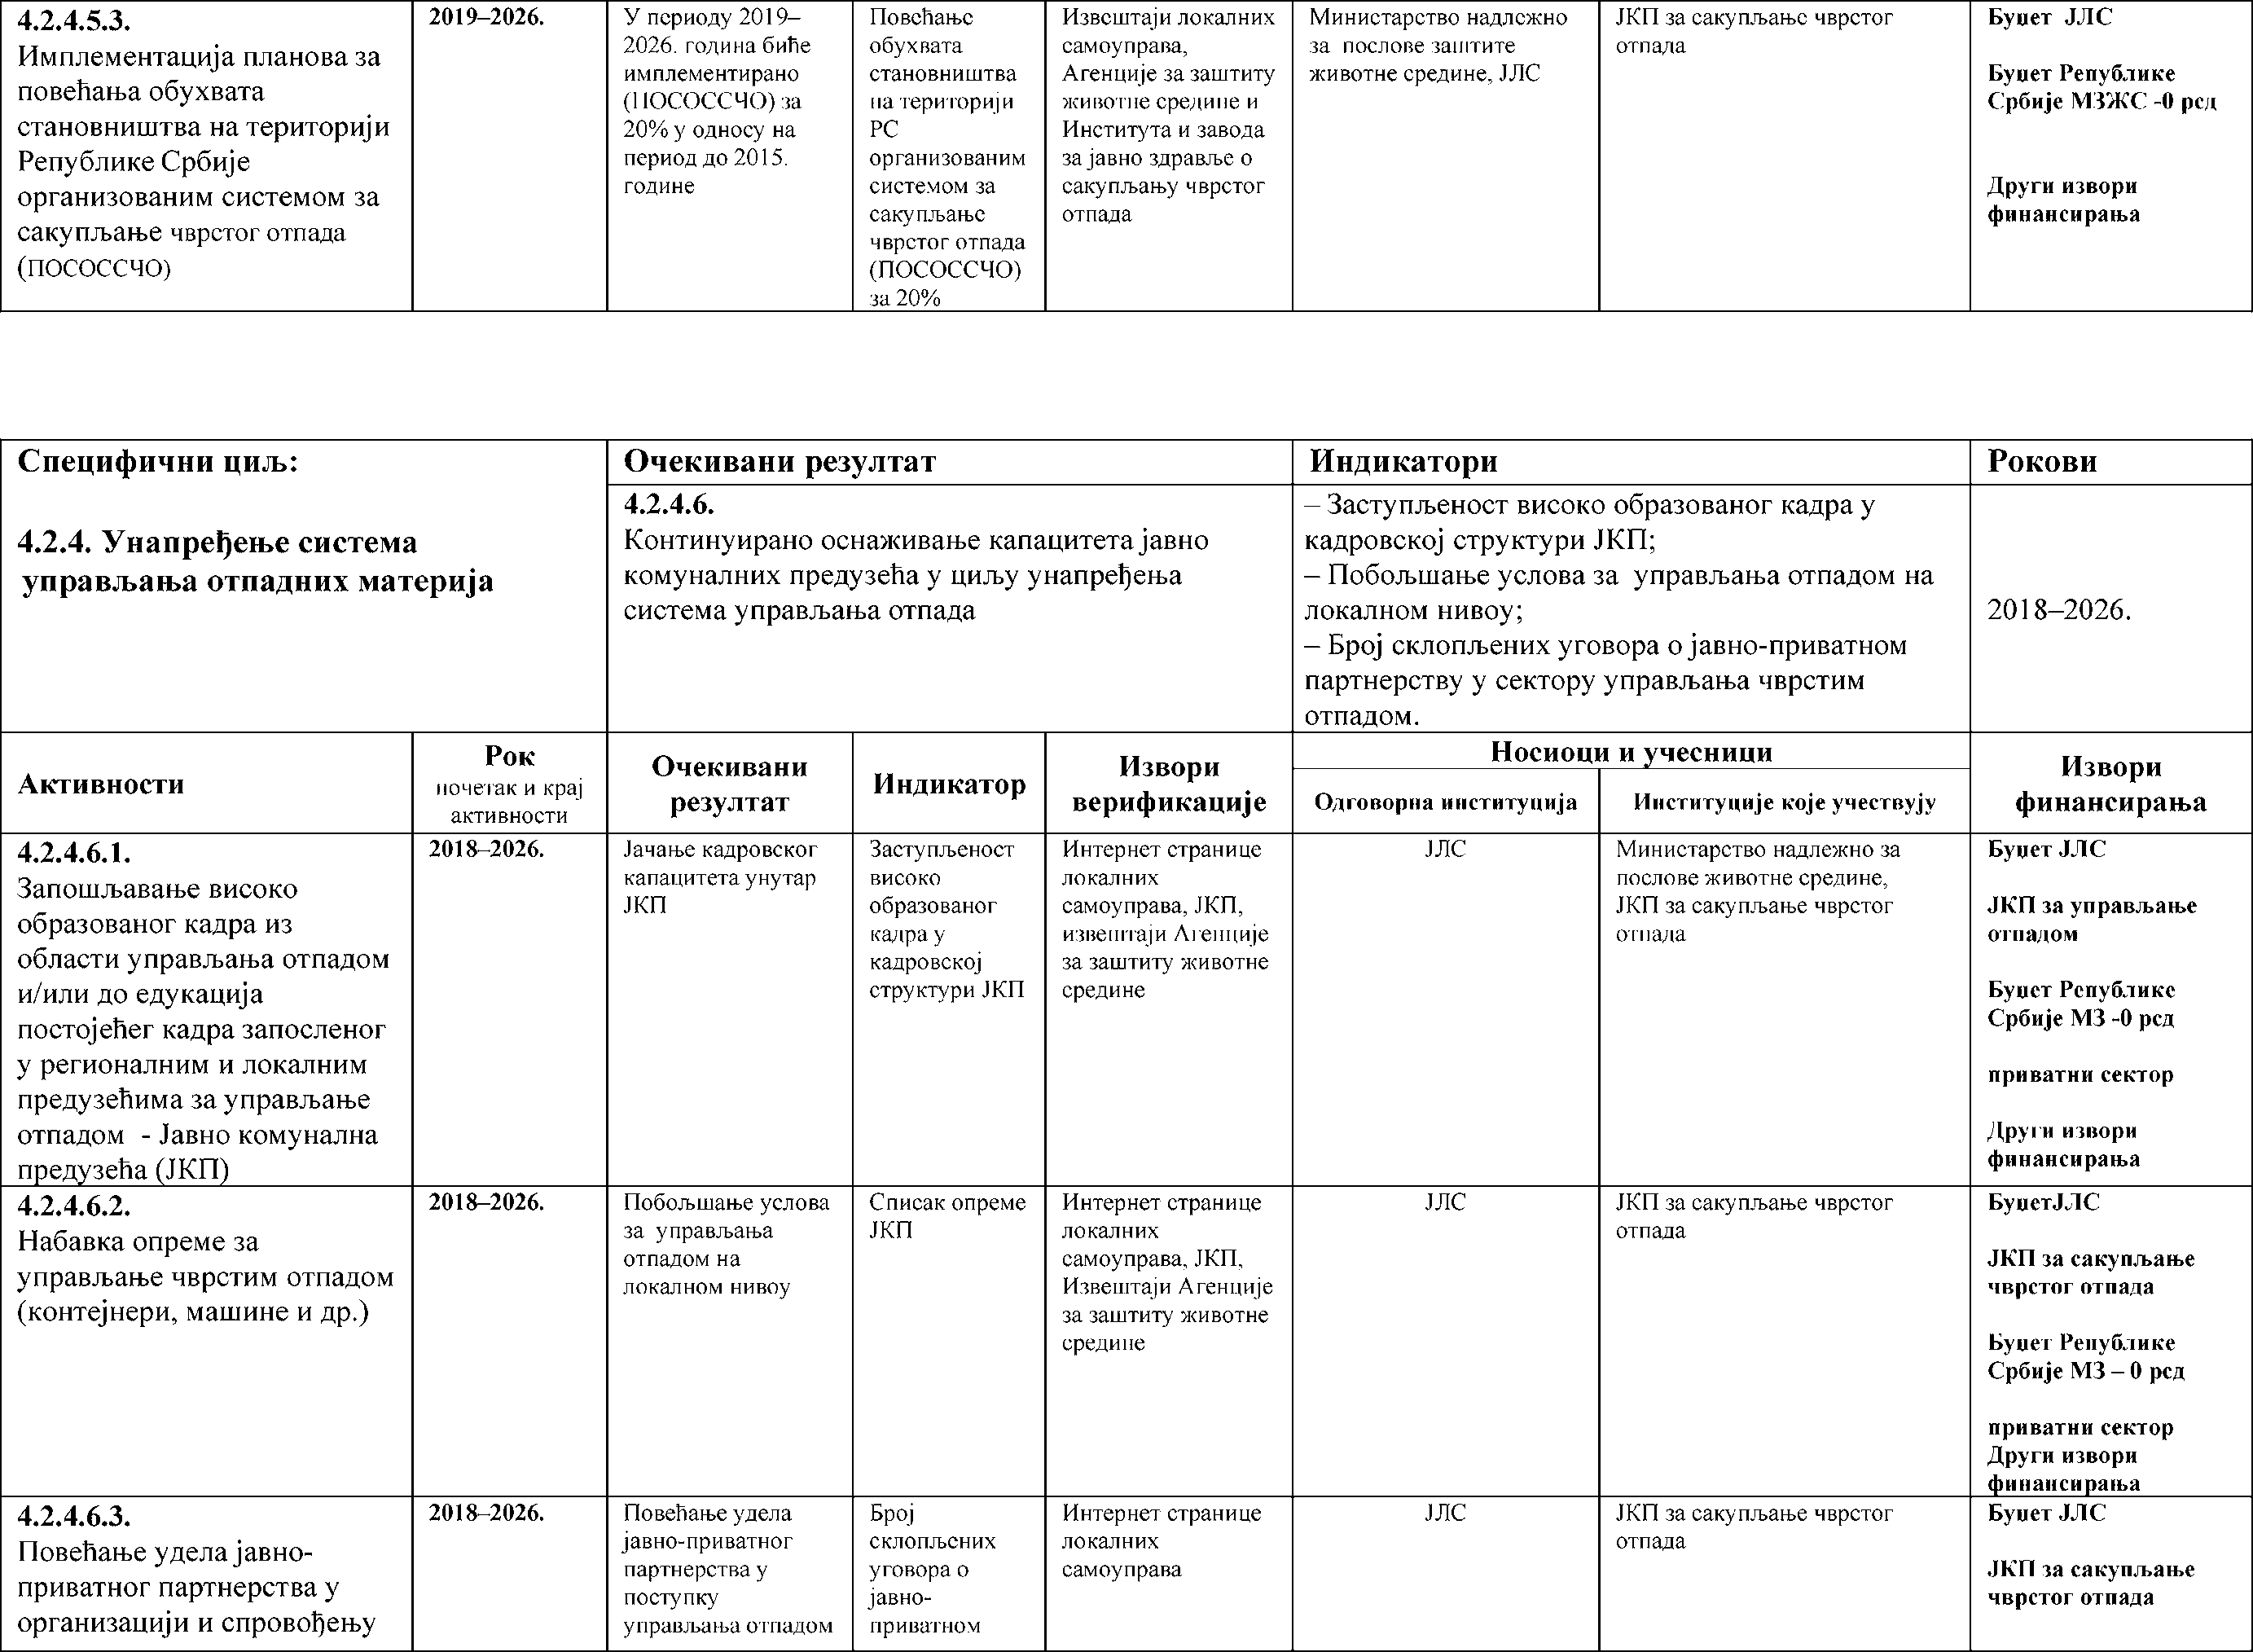 4.2.4.5.3.
Имплементација планова за
повећања обухвата
становништва на територији
Републике Србије
организованим системом за
сакупљање чврстог отпада
(ПОСОССЧО)
2019–2026.
У периоду 2019–
2026. година биће
имплементирано
(ПОСОССЧО) за
20% у односу на
период до 2015.
године
Повећање
обухвата
становништва
на територији
РС
организованим
системом за
сакупљање
чврстог отпада
(ПОСОССЧО)
за 20%
Извештаји локалних
самоуправа,
Агенције за заштиту
животне средине и
Института и завода
за јавно здравље о
сакупљању чврстог
отпада
Министарство надлежно
за послове заштите
животне средине, ЈЛС
ЈКП за сакупљање чврстог
отпада
Буџет ЈЛС
Буџет Републике
Србије МЗЖС -0 рсд
Други извори
финансирања
Специфични циљ:
4.2.4. Унапређење система
управљања отпадних материја
Очекивани резултат
4.2.4.6.
Континуирано оснаживање капацитета јавно
комуналних предузећа у циљу унапређења
система управљања отпада
Индикатори
– Заступљеност високо образованог кадра у
кадровској структури ЈКП;
– Побољшање услова за управљања отпадом на
локалном нивоу;
– Број склопљених уговора о јавно-приватном
партнерству у сектору управљања чврстим
отпадом.
Рокови
2018–2026.
Активности
Рок
почетак и крај
активности
Очекивани
резултат
Индикатор
Извори
верификације
Носиоци и учесници
Одговорна институција
Институције које учествују
Извори
финансирања
4.2.4.6.1.
Запошљавање високо
образованог кадра из
области управљања отпадом
и/или до едукација
постојећег кадра запосленог
у регионалним и локалним
предузећима за управљање
отпадом - Јавно комунална
предузећа (ЈКП)
2018–2026.
Јачање кадровског
капацитета унутар
ЈКП
Заступљеност
високо
образованог
кадра у
кадровској
структури ЈКП
Интернет странице
локалних
самоуправа, ЈКП,
извештаји Агенције
за заштиту животне
средине
ЈЛС
Министарство надлежно за
послове животне средине,
ЈКП за сакупљање чврстог
отпада
Буџет ЈЛС
ЈКП за управљање
отпадом
Буџет Републике
Србије МЗ -0 рсд
приватни сектор
Други извори
финансирања
4.2.4.6.2.
Набавка опреме за
управљање чврстим отпадом
(контејнери, машине и др.)
2018–2026.
Побољшање услова
за управљања
отпадом на
локалном нивоу
Списак опреме
ЈКП
Интернет странице
локалних
самоуправа, ЈКП,
Извештаји Агенције
за заштиту животне
средине
ЈЛС
ЈКП за сакупљање чврстог
отпада
БуџетЈЛС
ЈКП за сакупљање
чврстог отпада
Буџет Републике
Србије МЗ – 0 рсд
приватни сектор
Други извори
финансирања
4.2.4.6.3.
Повећање удела јавно-
приватног партнерства у
организацији и спровођењу
2018–2026.
Повећање удела
јавно-приватног
партнерства у
поступку
управљања отпадом
Број
склопљених
уговора о
јавно-
приватном
Интернет странице
локалних
самоуправа
ЈЛС
ЈКП за сакупљање чврстог
отпада
Буџет ЈЛС
ЈКП за сакупљање
чврстог отпада